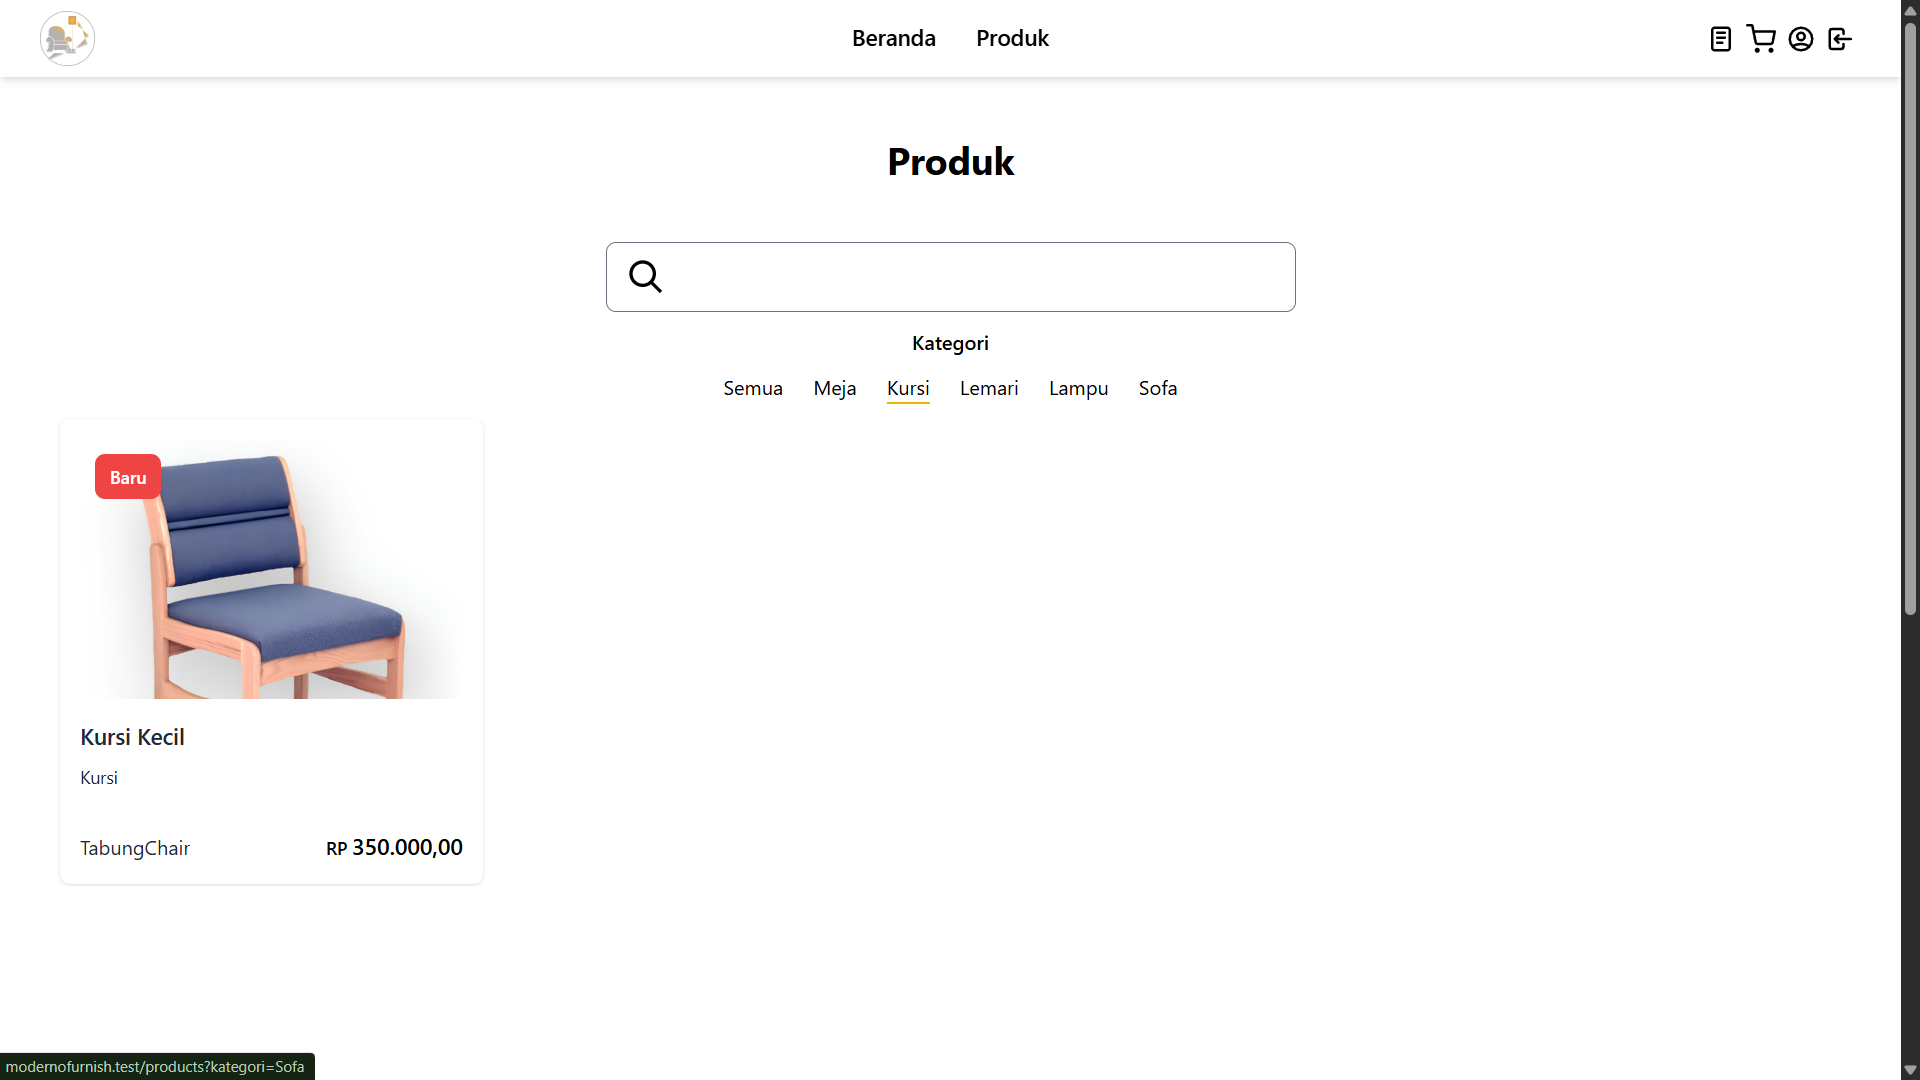 Beranda Produk
Produk
Kategori
Semua Meja Kursi Lemari Lampu Sofa
Baru
Kursi Kecil
Kursi
TabungChair RP 350.000,00
modernofurnish.test/products?kategori=Sofa